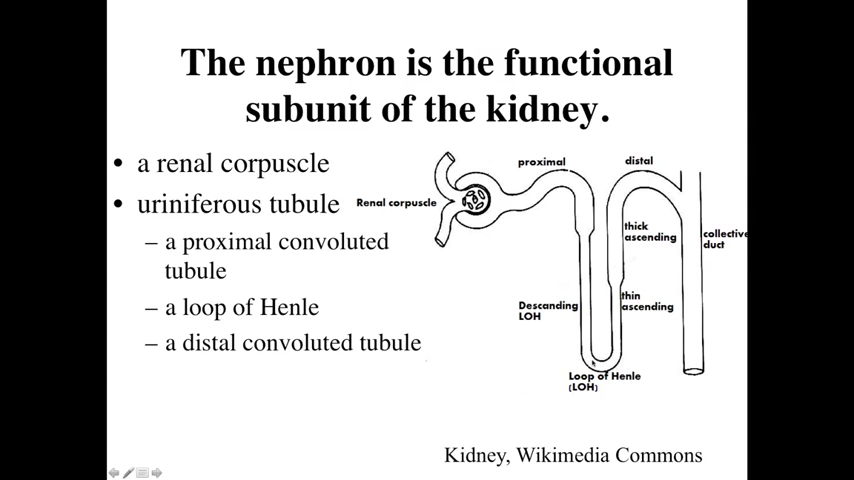 The nephron is the functional
subunit of the kidney.
• a renal corpuscle
• uriniferous tubule
– a proximal convoluted
tubule
– a loop of Henle
– a distal convoluted tubule
proximal
distal
Renal corpuscle
thick
ascending
collective
duct
Descanding
LOH
thin
ascending
Loop of Henle
(LOH)
Kidney, Wikimedia Commons